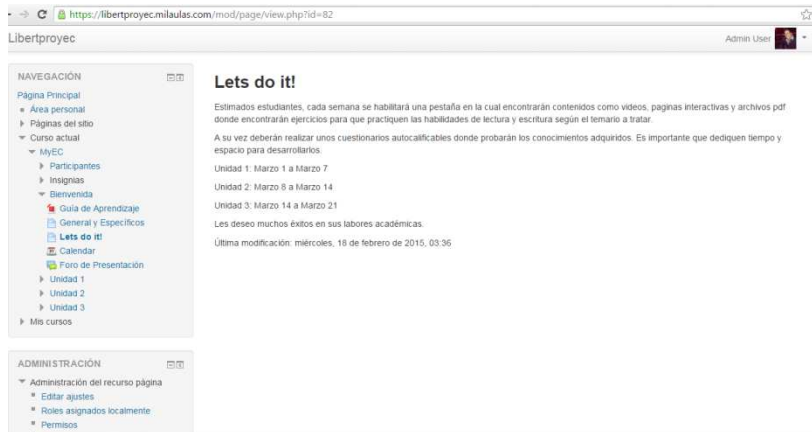 https://libertproyec.milaulas.com/mod/page/view.php?id=82
Libertproyec
Admin User
NAVEGACIÓN
Página Principal
Área personal
Páginas del sitio
Curso actual
MyEC
Participantes
Insignias
Bienvenida
Guía de Aprendizaje
General y Específicos
Lets do it!
Calendar
Foro de Presentación
Unidad 1
Unidad 2
Unidad 3
Mis cursos
ADMINISTRACIÓN
Administración del recurso página
Editar ajustes
Roles asignados localmente
Permisos
Lets do it!
Estimados estudiantes, cada semana se habilitará una pestaña en la cual encontrarán contenidos como videos, paginas interactivas y archivos pdf
donde encontrarán ejercicios para que practiquen las habilidades de lectura y escritura según el temario a tratar.
A su vez deberán realizar unos cuestionarios autocalificables donde probarán los conocimientos adquiridos. Es importante que dediquen tiempo y
espacio para desarrollarlos.
Unidad 1: Marzo 1 a Marzo 7
Unidad 2: Marzo 8 a Marzo 14
Unidad 3: Marzo 14 a Marzo 21
Les deseo muchos éxitos en sus labores académicas.
Última modificación: miércoles, 18 de febrero de 2015, 03:36